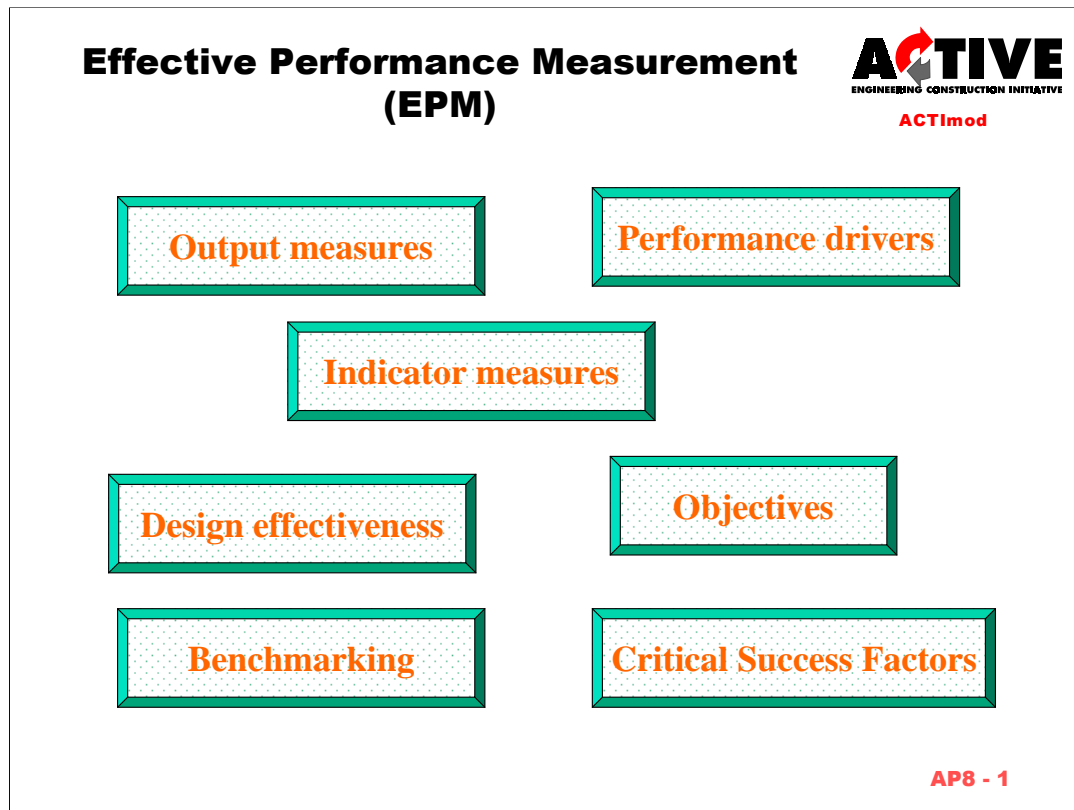 Effective Performance Measurement
(EPM)
ACTIVE
ENGINEERING CONSTRUCTION INITIATIVE
ACTImod
Output measures
Performance drivers
Indicator measures
Design effectiveness
Objectives
Benchmarking
Critical Success Factors
AP8 - 1